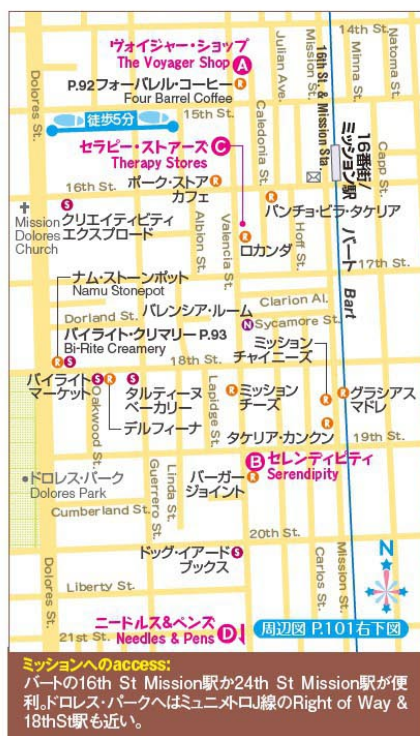 14th St.
ヴォイジャー・ショップ
The Voyager Shop
A
Dolores St.
Julian Ave.
Mission St.
16th St. & Mission Sta
Minna St.
Natoma St.
P.92フォーバレル・コーヒー
R
Four Barrel Coffee
15th St.
徒歩5分
Caledonia St.
16番街/
ミッション駅
Capp St.
セラピー・ストアーズ
C
Therapy Stores
16th St.
ポーク・ストア
カフェ
R
R
パンチョ・ビラ・タケリア
Mission
Dolores
Church
S
クリエイティビティ
エクスプロード
Albion St.
Valencia St.
R
ロカンダ
Hoff St.
17th St.
バート
Bart
ナム・ストーンポット
Namu Stonepot
Clarion Al.
バレンシア・ルーム
Dorland St.
N
Sycamore St.
バイライト・クリマリー P.93
Bi-Rite Creamery
ミッション
チャイニーズ
R S
18th St.
バイライト
マーケット
S
R
Oakwood St.
S
タルティーヌ
ベーカリー
Lapidge St.
R
ミッション
チーズ
R
R
グラシアス
マドレ
デルフィーナ
タケリア・カンクン
19th St.
B
セレンディピティ
Serendipity
ドロレス・パーク
Dolores Park
Guerrero St.
Linda St.
バーガー
ジョイント
R
Cumberland St.
20th St.
ドッグ・イアード
ブックス
S
Dolores St.
Liberty St.
Carlos St.
Mission St.
N
ニードルス&ペンズ
21st St.
Needles & Pens
D
周辺図 P.101右下図
ミッションへのaccess:
バートの16th St Mission駅か24th St Mission駅が便
利。ドロレス・パークへはミュニメトロJ線のRight of Way &
18thSt駅も近い。